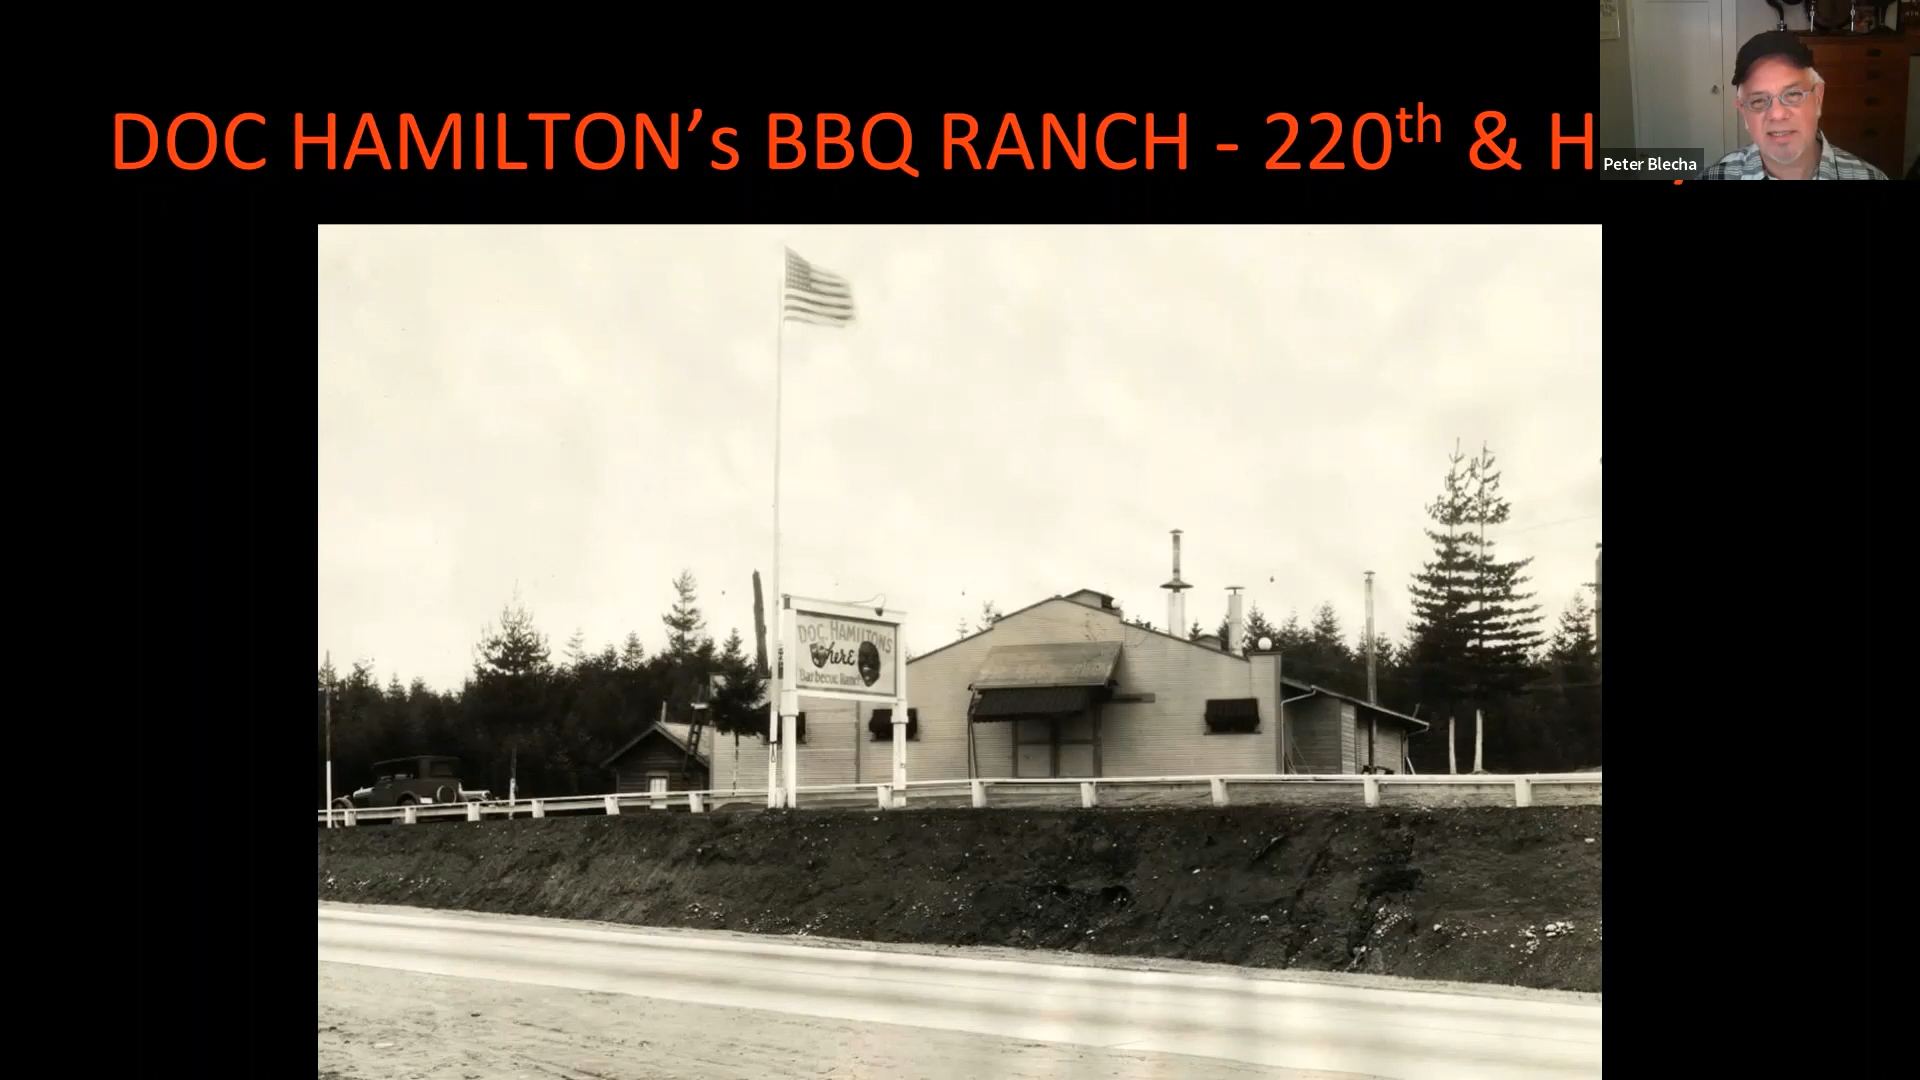 DOC HAMILTON’s BBQ RANCH - 220th & H
Peter Blecha
DOC. HAMILTONS
Here
Barbecue Ranch